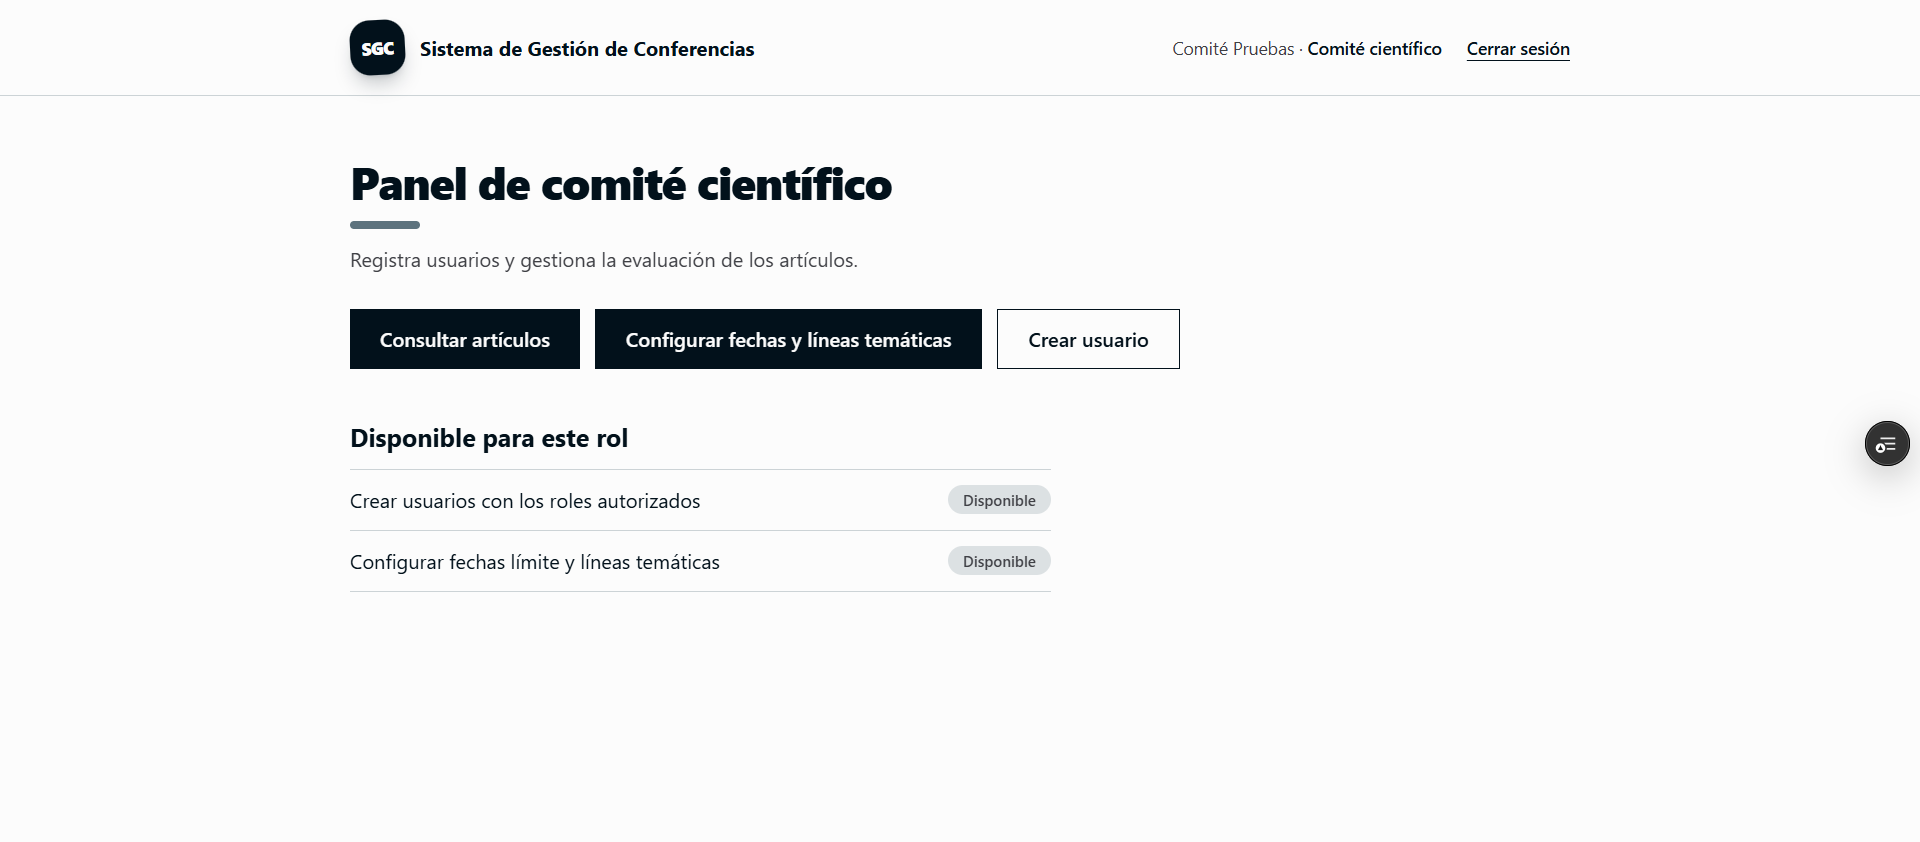 SGC
Sistema de Gestión de Conferencias
Comité Pruebas · Comité científico
Cerrar sesión
Panel de comité científico
Registra usuarios y gestiona la evaluación de los artículos.
Consultar artículos
Configurar fechas y líneas temáticas
Crear usuario
Disponible para este rol
Crear usuarios con los roles autorizados
Disponible
Configurar fechas límite y líneas temáticas
Disponible